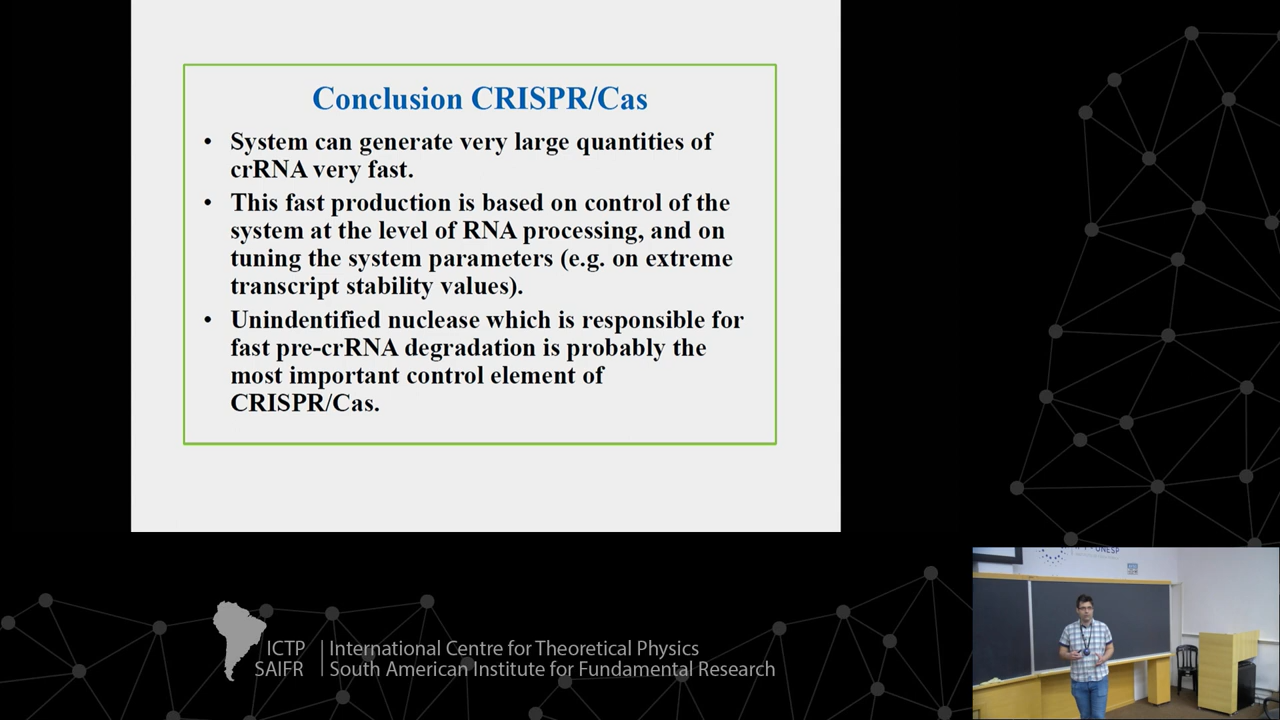 Conclusion CRISPR/Cas
• System can generate very large quantities of
crRNA very fast.
• This fast production is based on control of the
system at the level of RNA processing, and on
tuning the system parameters (e.g. on extreme
transcript stability values).
• Unindentified nuclease which is responsible for
fast pre-crRNA degradation is probably the
most important control element of
CRISPR/Cas.
UNESP
ICTP
SAIFR
International Centre for Theoretical Physics
South American Institute for Fundamental Research